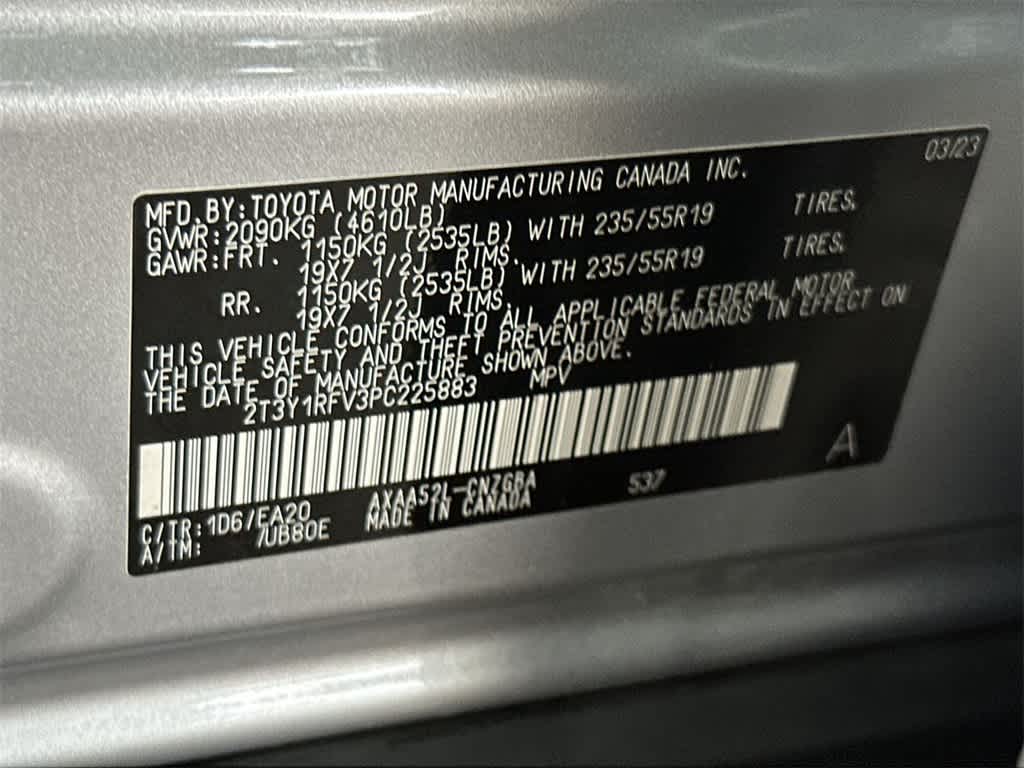 03/23
MFD. BY: TOYOTA MOTOR MANUFACTURING CANADA INC.
GVWR: 2090KG (4610LB)
GAWR: FRT. 1150KG (2535LB) WITH 235/55R19 TIRES.
19X7 1/2J RIMS.
RR. 1150KG (2535LB) WITH 235/55R19 TIRES.
19X7 1/2J RIMS.
THIS VEHICLE CONFORMS TO ALL APPLICABLE FEDERAL MOTOR
VEHICLE SAFETY AND THEFT PREVENTION STANDARDS IN EFFECT ON
THE DATE OF MANUFACTURE SHOWN ABOVE.
2T3Y1RFV3PC225883 MPV
A
C/TR: 1D6/EA20 AXAA52L-CNZGBA 537
A/TM: /UB80E MADE IN CANADA